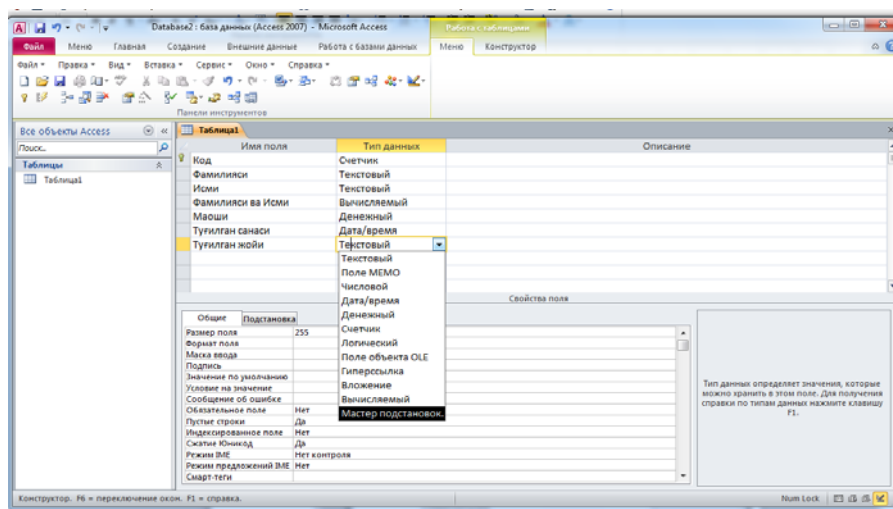 Database2 : база данных (Access 2007) - Microsoft Access
Работа с таблицами
Файл Меню Главная Создание Внешние данные Работа с базами данных Меню Конструктор
Файл Правка Вид Вставка Сервис Окно Справка
Панели инструментов
Все объекты Access
Таблица1
Поиск...
Имя поля Тип данных Описание
Таблицы
Таблица1
Код Счетчик
Фамилияси Текстовый
Исми Текстовый
Фамилияси ва Исми Вычисляемый
Маоши Денежный
Туғилган санаси Дата/время
Туғилган жойи Текстовый
Текстовый
Поле МЕМО
Числовой
Дата/время
Денежный
Счетчик
Логический
Поле объекта OLE
Гиперссылка
Вложение
Вычисляемый
Мастер подстановок..
Свойства поля
Общие Подстановка
Размер поля 255
Формат поля
Маска ввода
Подпись
Значение по умолчанию
Условие на значение
Сообщение об ошибке
Обязательное поле Нет
Пустые строки Да
Индексированное поле Нет
Сжатие Юникод Да
Режим IME Нет контроля
Режим предложений IME Нет
Смарт-теги
Тип данных определяет значения, которые
можно хранить в этом поле. Для получения
справки по типам данных нажмите клавишу
F1.
Конструктор. F6 = переключение окон. F1 = справка.
Num Lock